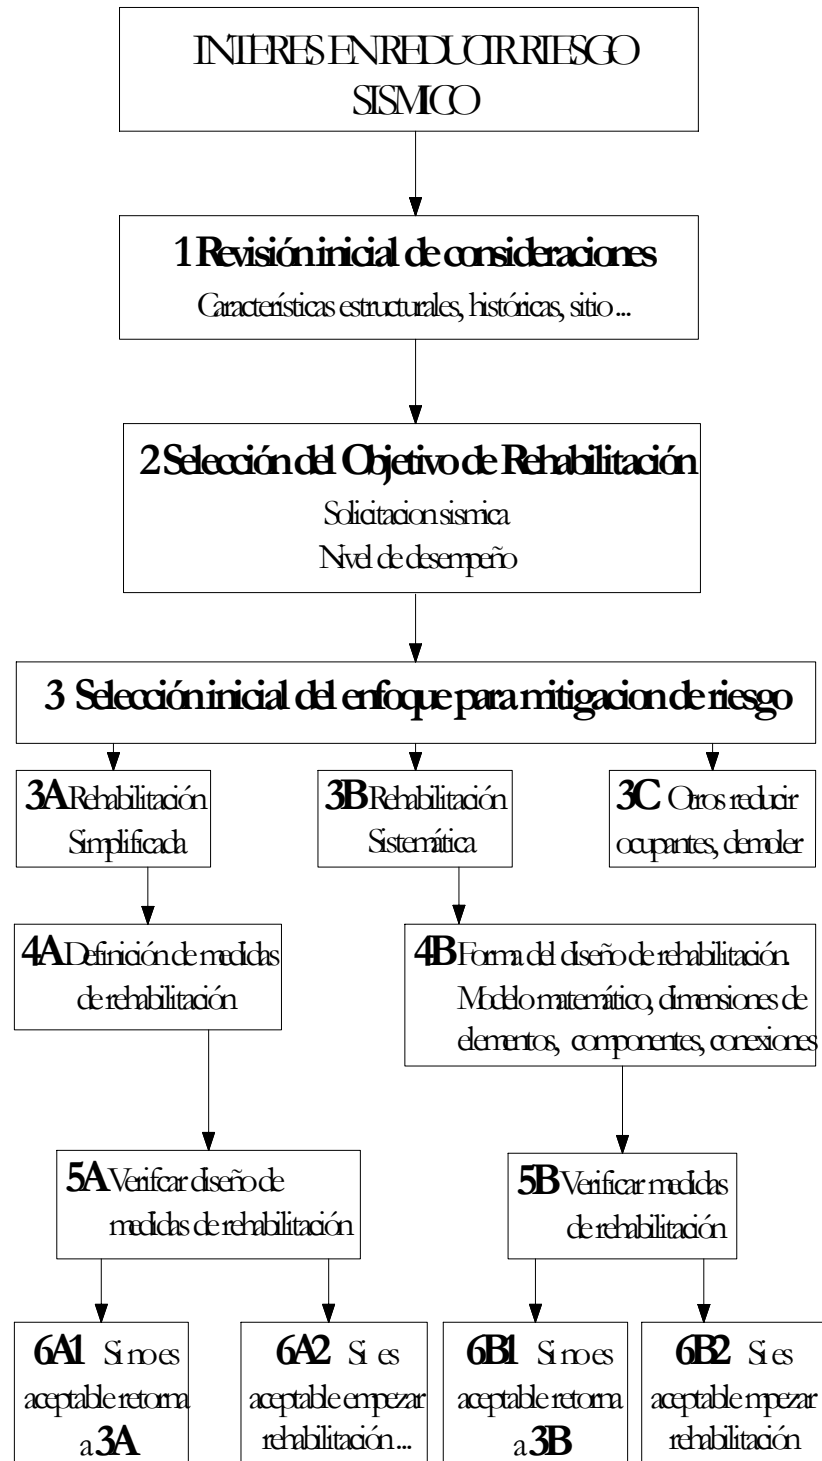 INTERES EN REDUCIR RIESGO
SISMICO
1 Revisión inicial de consideraciones
Características estructurales, históricas, sitio ...
2 Selección del Objetivo de Rehabilitación
Solicitacion sismica
Nivel de desempeño
3 Selección inicial del enfoque para mitigacion de riesgo
3A Rehabilitación
Simplificada
3B Rehabilitación
Sistemática
3C Otros reducir
ocupantes, demoler
4A Definición de medidas
de rehabilitación
4B Forma del diseño de rehabilitación.
Modelo matemático, dimensiones de
elementos, componentes, conexiones
5A Verifcar diseño de
medidas de rehabilitación
5B Verificar medidas
de rehabilitación
6A1 Si no es
aceptable retorna
a 3A
6A2 Si es
aceptable empezar
rehabilitación ...
6B1 Si no es
aceptable retorna
a 3B
6B2 Si es
aceptable mpezar
rehabilitación